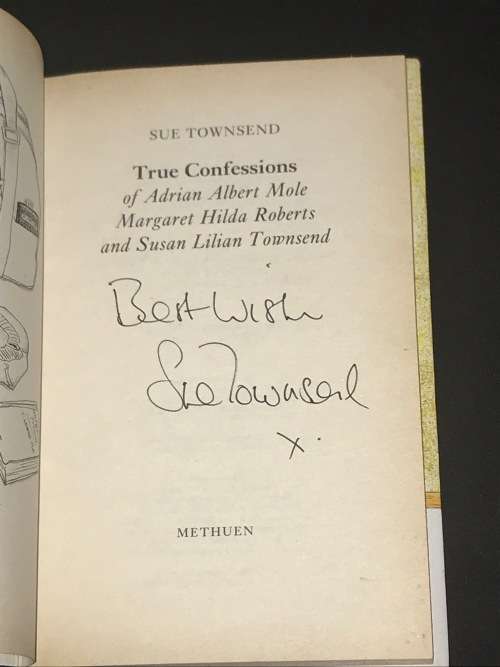 SUE TOWNSEND
True Confessions
of Adrian Albert Mole
Margaret Hilda Roberts
and Susan Lilian Townsend
Best Wish
Sue Townsend
x.
METHUEN